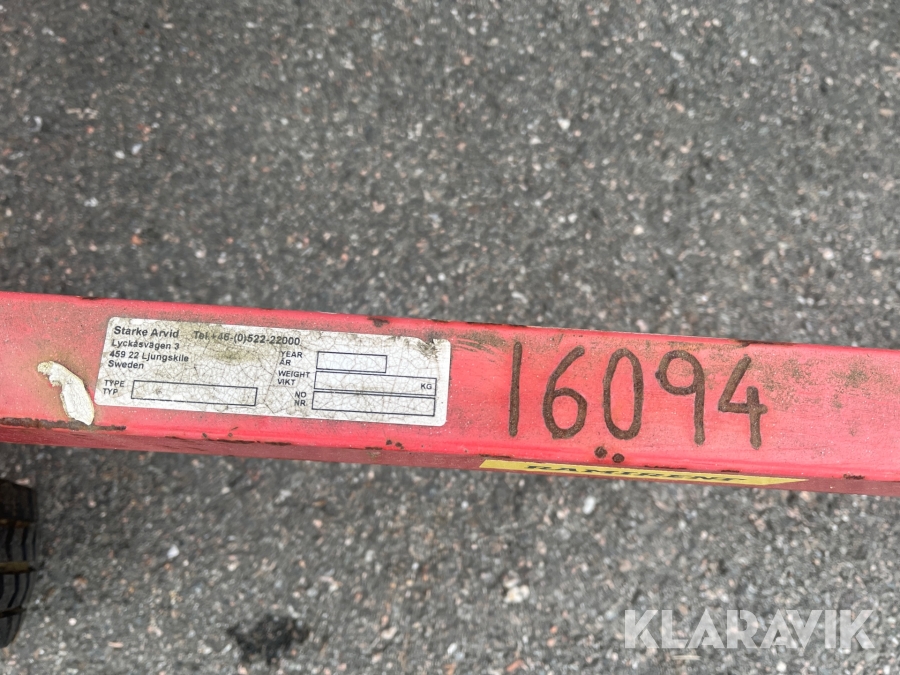 Starke Arvid Tel.+46-(0)522-22000
Lyckåsvägen 3
459 22 Ljungskile
Sweden
YEAR
ÅR
WEIGHT
VIKT KG
TYPE
TYP
NO
NR.
16094
RAMIRENT
KLARAVIK